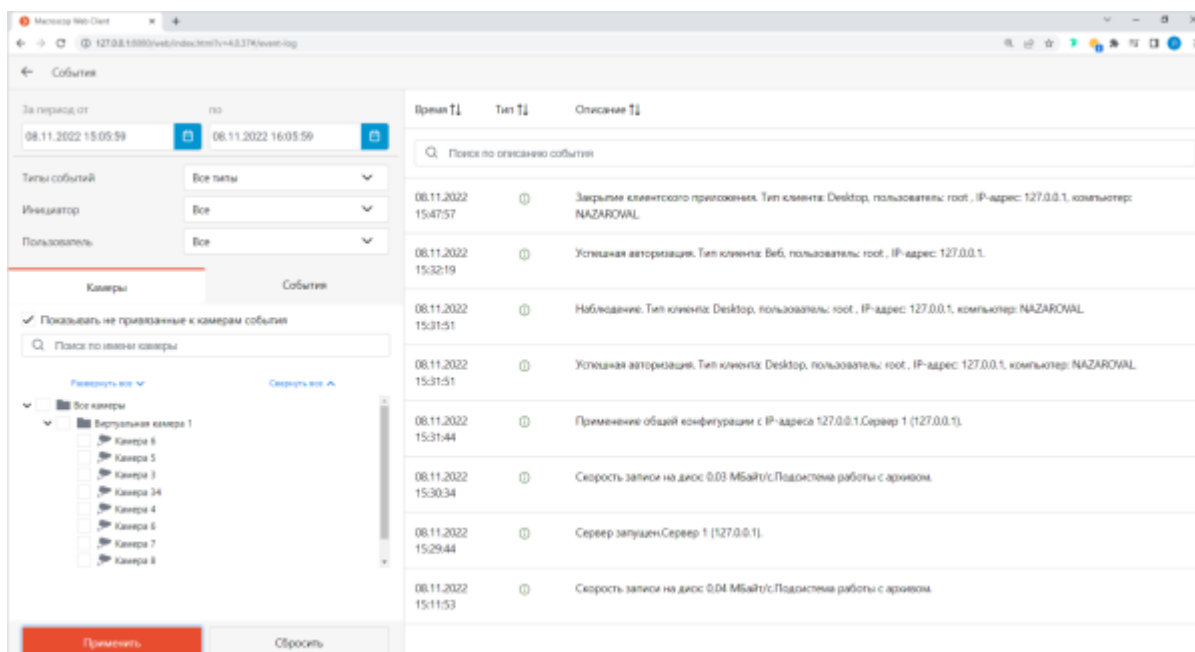 Macroscop Web Client
127.0.0.1:8080/web/index.html?v=4.0.37#/event-log
События
За период от
по
08.11.2022 15:05:59
08.11.2022 16:05:59
Типы событий
Все типы
Инициатор
Все
Пользователь
Все
Камеры
События
Показывать не привязанные к камерам события
Поиск по имени камеры
Развернуть все
Свернуть все
Все камеры
Виртуальная камера 1
Камера 6
Камера 5
Камера 3
Камера 34
Камера 4
Камера 6
Камера 7
Камера 8
Применить
Сбросить
Время
Тип
Описание
Поиск по описанию события
08.11.2022
15:47:57
Закрытие клиентского приложения. Тип клиента: Desktop, пользователь: root , IP-адрес: 127.0.0.1, компьютер:
NAZAROVAL.
08.11.2022
15:32:19
Успешная авторизация. Тип клиента: Веб, пользователь: root , IP-адрес: 127.0.0.1.
08.11.2022
15:31:51
Наблюдение. Тип клиента: Desktop, пользователь: root , IP-адрес: 127.0.0.1, компьютер: NAZAROVAL.
08.11.2022
15:31:51
Успешная авторизация. Тип клиента: Desktop, пользователь: root , IP-адрес: 127.0.0.1, компьютер: NAZAROVAL.
08.11.2022
15:31:44
Применение общей конфигурации с IP-адреса 127.0.0.1.Сервер 1 (127.0.0.1).
08.11.2022
15:30:34
Скорость записи на диск: 0.03 МБайт/с.Подсистема работы с архивом.
08.11.2022
15:29:44
Сервер запущен.Сервер 1 (127.0.0.1).
08.11.2022
15:11:53
Скорость записи на диск: 0.04 МБайт/с.Подсистема работы с архивом.